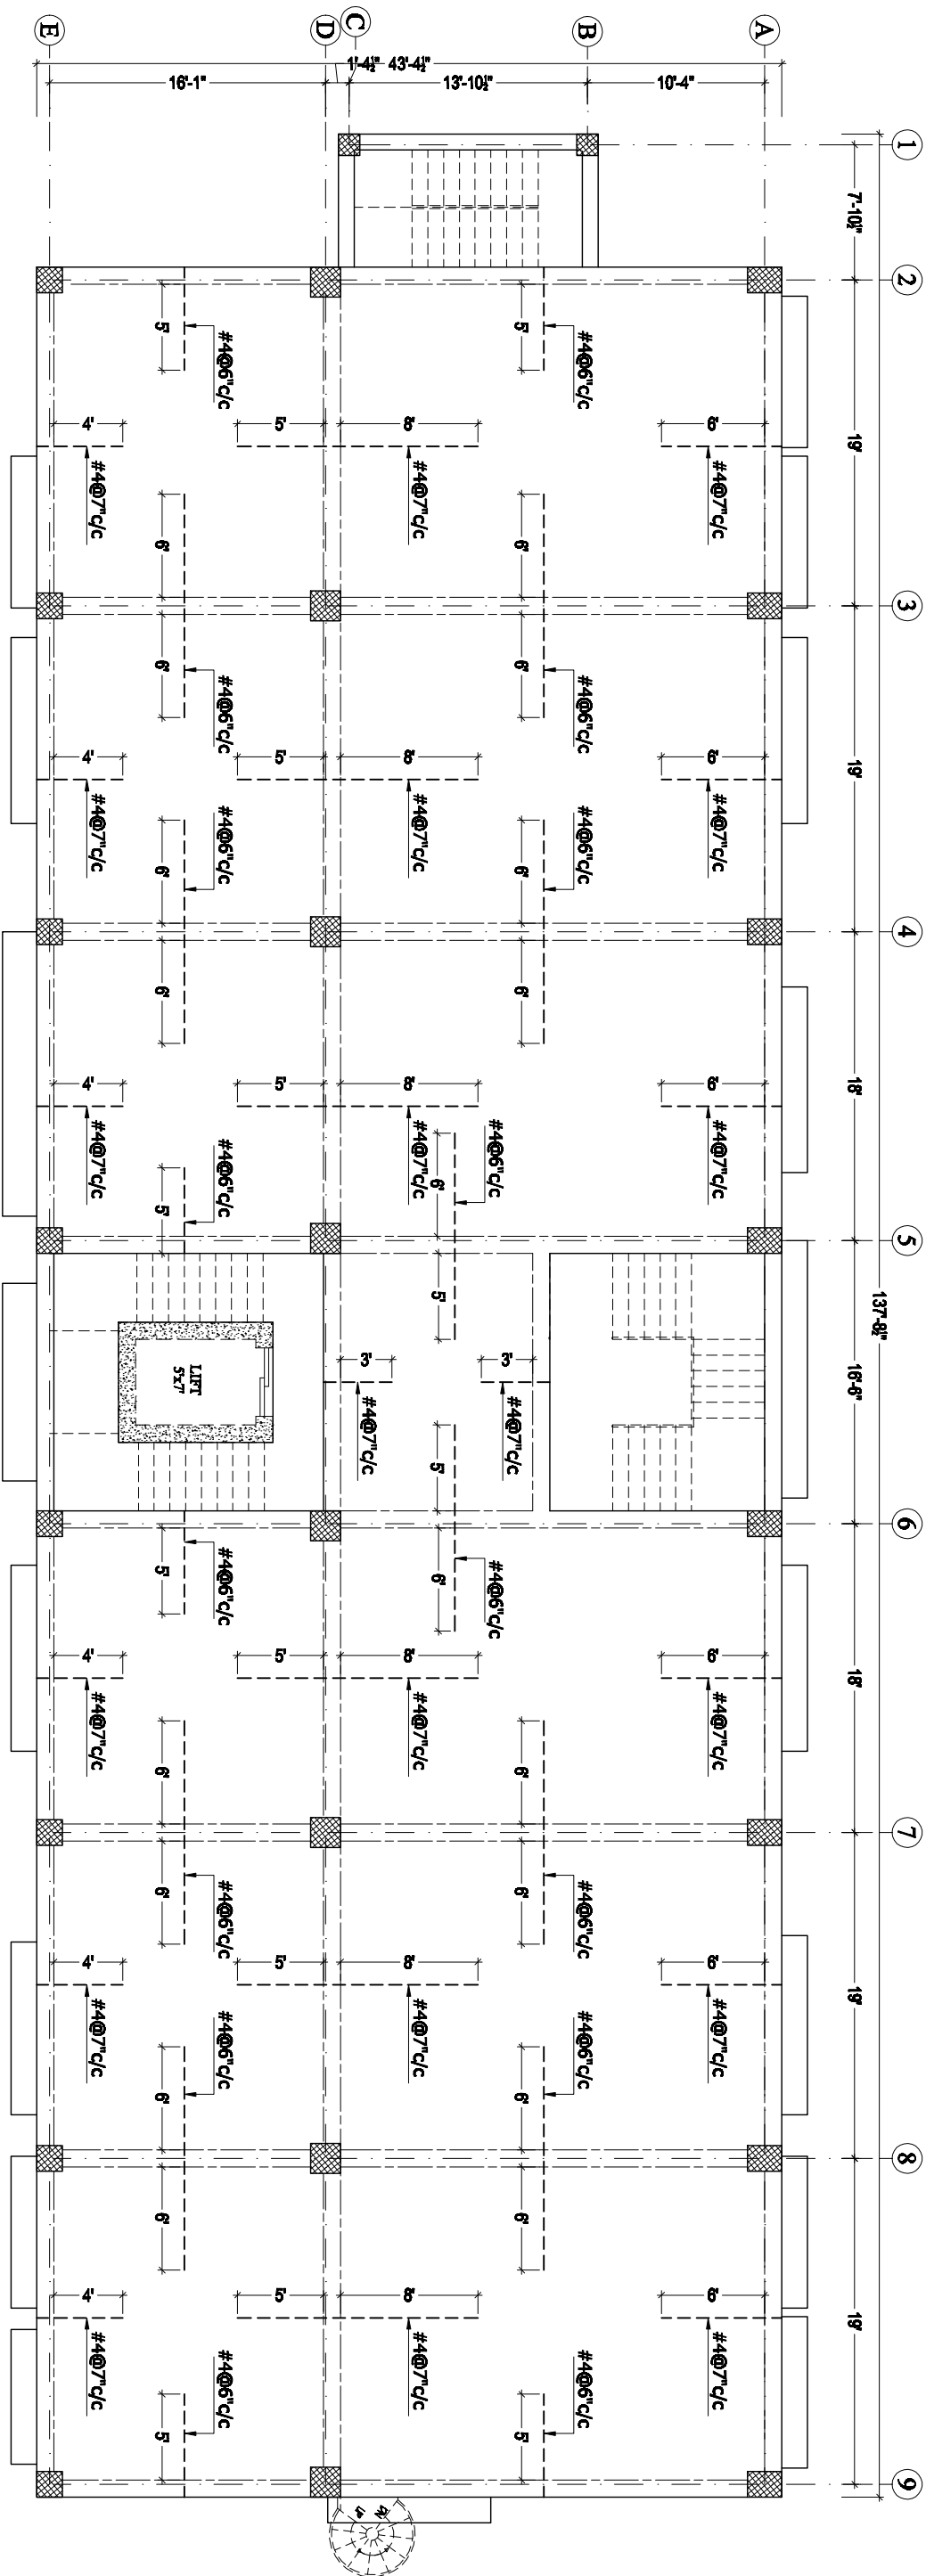 1 2 3 4 5 6 7 8 9
137'-8½"
7'-10½" 19' 19' 18' 16'-6" 18' 19' 19'
A
10'-4"
6' #4@7"c/c 6' #4@7"c/c 6' #4@7"c/c 6' #4@7"c/c 6' #4@7"c/c 6' #4@7"c/c
B
#4@6"c/c #4@6"c/c #4@6"c/c #4@6"c/c #4@6"c/c #4@6"c/c
5' 6' 6' 6' 6' 6' 6' 6' 6' 5'
3' #4@7"c/c
#4@6"c/c #4@6"c/c
13'-10½"
6' 5' 5' 6'
8' #4@7"c/c 8' #4@7"c/c 8' #4@7"c/c 8' #4@7"c/c 8' #4@7"c/c 8' #4@7"c/c
43'-4½"
3' #4@7"c/c
C
1'-4½"
DN
UP
D
5' 5' 5' 5' 5' 5'
#4@6"c/c #4@6"c/c #4@6"c/c #4@6"c/c #4@6"c/c #4@6"c/c #4@6"c/c #4@6"c/c
LIFT
5'x7'
16'-1"
5' 6' 6' 6' 6' 5' 5' 6' 6' 6' 6' 5'
4' #4@7"c/c 4' #4@7"c/c 4' #4@7"c/c 4' #4@7"c/c 4' #4@7"c/c 4' #4@7"c/c
E